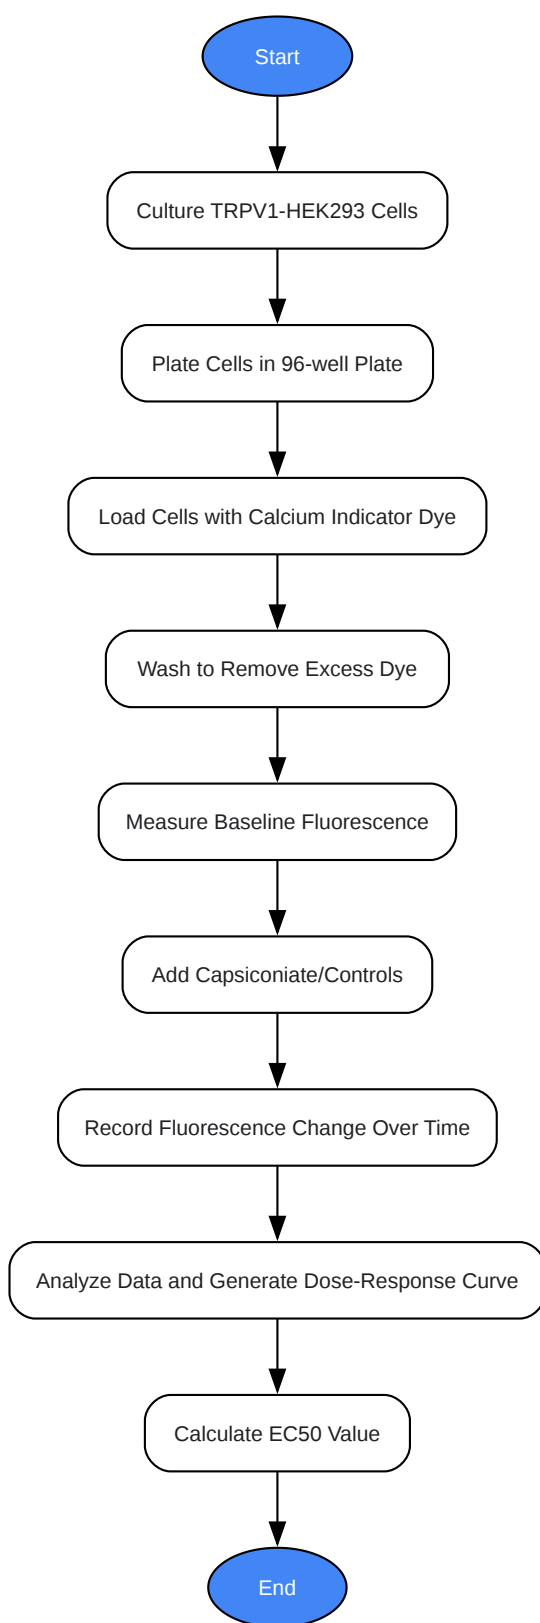 Start
Culture TRPV1-HEK293 Cells
Plate Cells in 96-well Plate
Load Cells with Calcium Indicator Dye
Wash to Remove Excess Dye
Measure Baseline Fluorescence
Add Capsiconiate/Controls
Record Fluorescence Change Over Time
Analyze Data and Generate Dose-Response Curve
Calculate EC50 Value
End